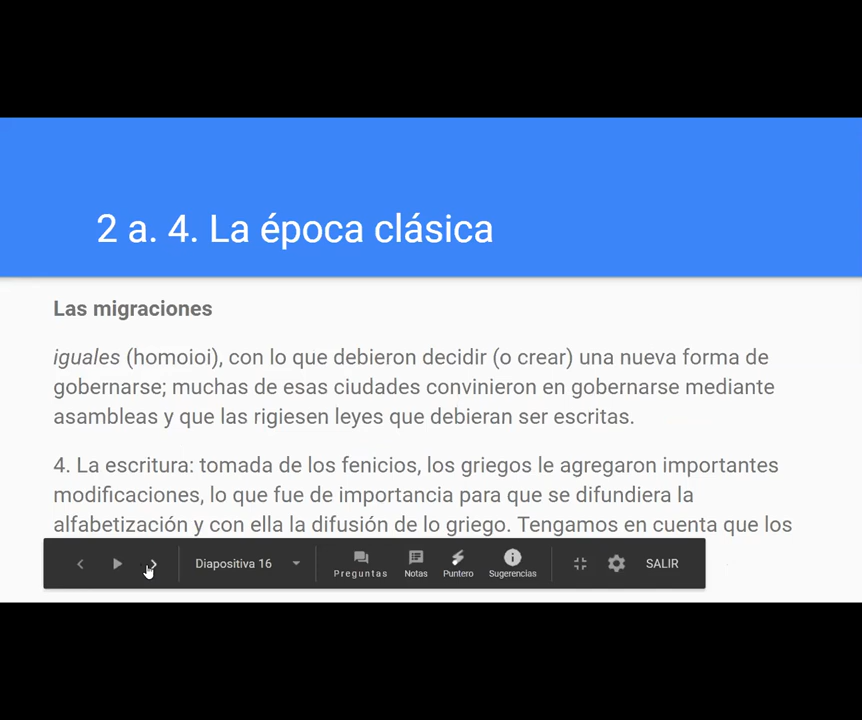 2 a. 4. La época clásica
Las migraciones
iguales (homoioi), con lo que debieron decidir (o crear) una nueva forma de
gobernarse; muchas de esas ciudades convinieron en gobernarse mediante
asambleas y que las rigiesen leyes que debieran ser escritas.
4. La escritura: tomada de los fenicios, los griegos le agregaron importantes
modificaciones, lo que fue de importancia para que se difundiera la
alfabetización y con ella la difusión de lo griego. Tengamos en cuenta que los
Diapositiva 16
Preguntas
Notas
Puntero
Sugerencias
SALIR